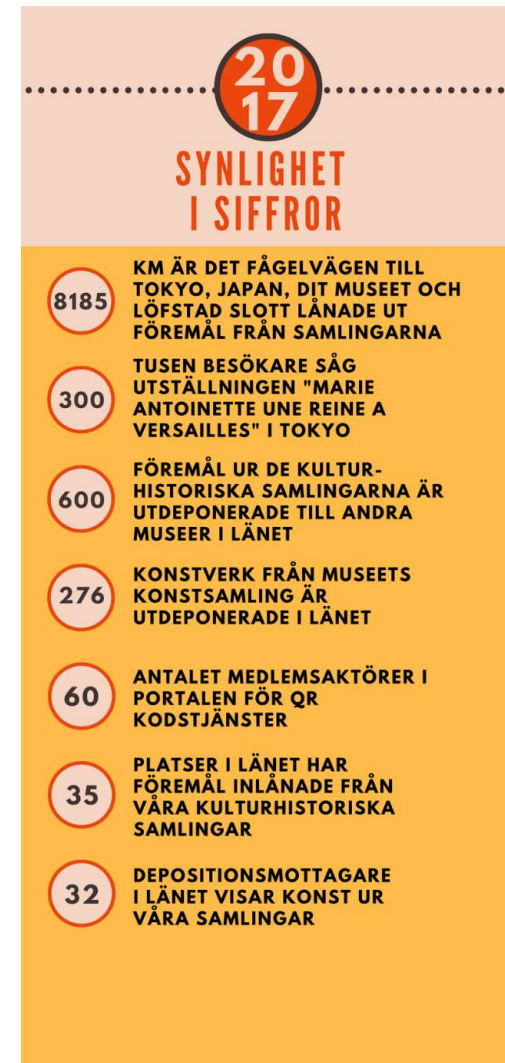 20
17
SYNLIGHET
I SIFFROR
8185
KM ÄR DET FÅGELVÄGEN TILL
TOKYO, JAPAN, DIT MUSEET OCH
LÖFSTAD SLOTT LÅNADE UT
FÖREMÅL FRÅN SAMLINGARNA
300
TUSEN BESÖKARE SÅG
UTSTÄLLNINGEN "MARIE
ANTOINETTE UNE REINE A
VERSAILLES" I TOKYO
600
FÖREMÅL UR DE KULTUR-
HISTORISKA SAMLINGARNA ÄR
UTDEPONERADE TILL ANDRA
MUSEER I LÄNET
276
KONSTVERK FRÅN MUSEETS
KONSTSAMLING ÄR
UTDEPONERADE I LÄNET
60
ANTALET MEDLEMSAKTÖRER I
PORTALEN FÖR QR
KODSTJÄNSTER
35
PLATSER I LÄNET HAR
FÖREMÅL INLÅNADE FRÅN
VÅRA KULTURHISTORISKA
SAMLINGAR
32
DEPOSITIONSMOTTAGARE
I LÄNET VISAR KONST UR
VÅRA SAMLINGAR